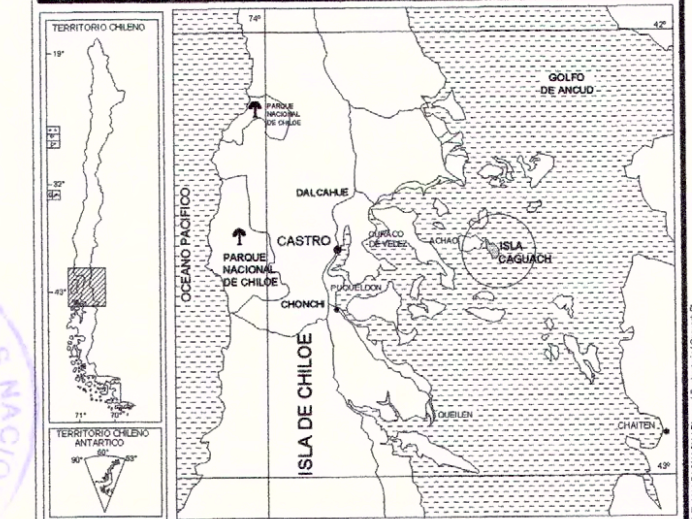 TERRITORIO CHILENO
19°
32°
43°
71° 70°
TERRITORIO CHILENO
ANTARTICO
90° 60° 53°
74°
42°
GOLFO
DE ANCUD
PARQUE
NACIONAL
DE CHILOE
OCEANO PACIFICO
DALCAHUE
CASTRO
CURACO
DE VELEZ
ACHAO
ISLA
CAGUACH
PARQUE
NACIONAL
DE CHILOE
PUQUELDON
CHONCHI
ISLA DE CHILOE
QUEILEN
CHAITEN
43°